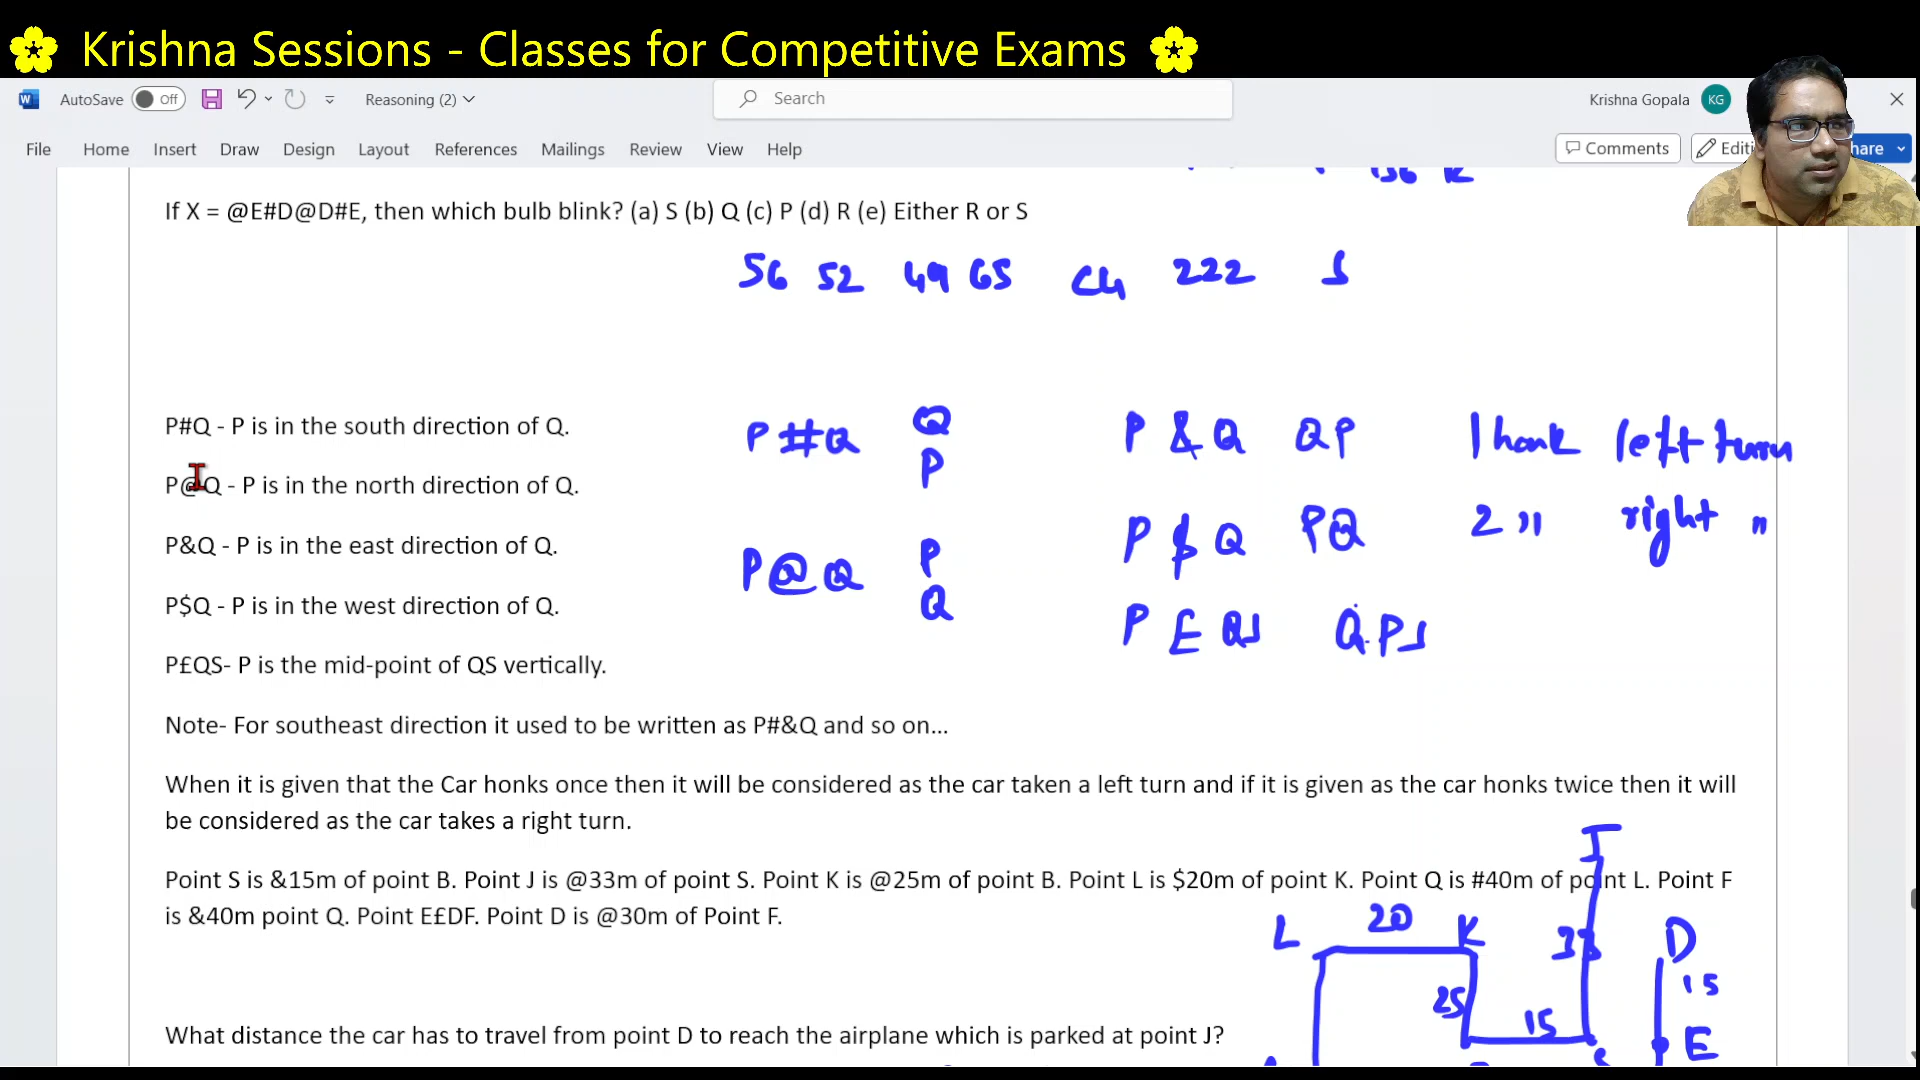 Krishna Sessions - Classes for Competitive Exams
AutoSave Off Reasoning (2) Search Krishna Gopala KG
File Home Insert Draw Design Layout References Mailings Review View Help Comments Editi hare
156 R
If X = @E#D@D#E, then which bulb blink? (a) S (b) Q (c) P (d) R (e) Either R or S
56 52 49 65 C4 222 S
P#Q - P is in the south direction of Q.
P@Q - P is in the north direction of Q.
P&Q - P is in the east direction of Q.
P$Q - P is in the west direction of Q.
P£QS- P is the mid-point of QS vertically.
P # Q Q
P
P @ Q P
Q
P & Q Q P
P $ Q P Q
P £ QS Q. P S
1 honk left turn
2 " right "
Note- For southeast direction it used to be written as P#&Q and so on...
When it is given that the Car honks once then it will be considered as the car taken a left turn and if it is given as the car honks twice then it will
be considered as the car takes a right turn.
Point S is &15m of point B. Point J is @33m of point S. Point K is @25m of point B. Point L is $20m of point K. Point Q is #40m of point L. Point F
is &40m point Q. Point E£DF. Point D is @30m of Point F.
J
L 20 K 33 D
15
25 15 E
What distance the car has to travel from point D to reach the airplane which is parked at point J?